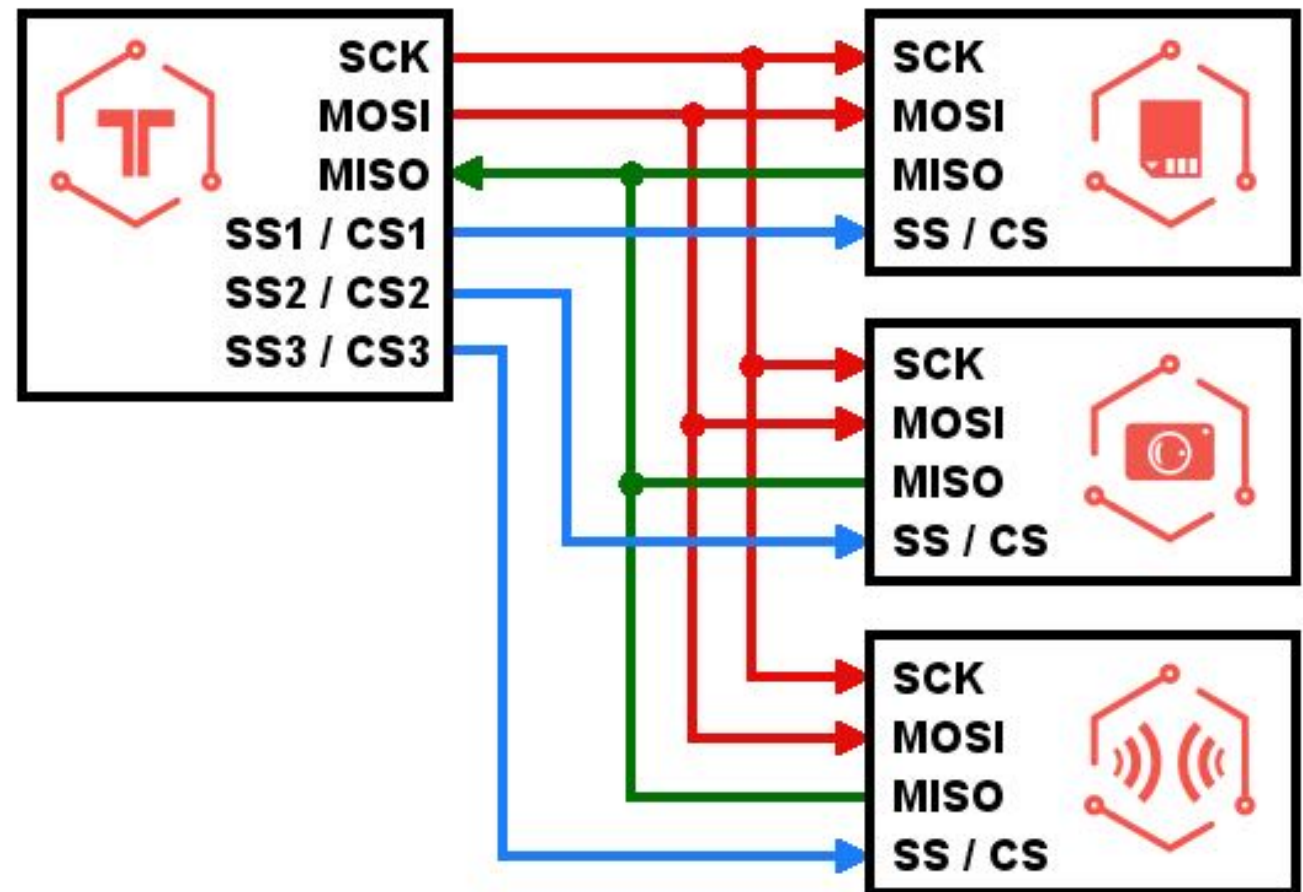 SCK
MOSI
MISO
SS1 / CS1
SS2 / CS2
SS3 / CS3
SCK
MOSI
MISO
SS / CS
SCK
MOSI
MISO
SS / CS
SCK
MOSI
MISO
SS / CS